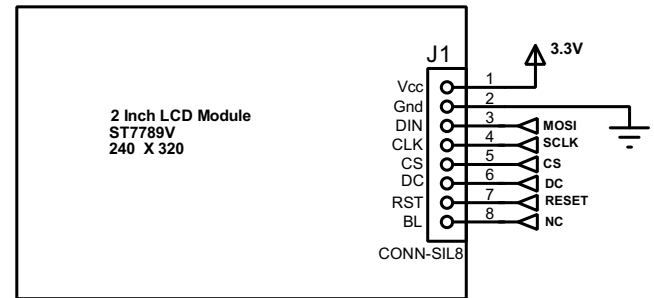 J1
3.3V
Vcc 1
Gnd 2
2 Inch LCD Module
ST7789V
240 X 320
DIN 3 MOSI
CLK 4 SCLK
CS 5 CS
DC 6 DC
RST 7 RESET
BL 8 NC
CONN-SIL8